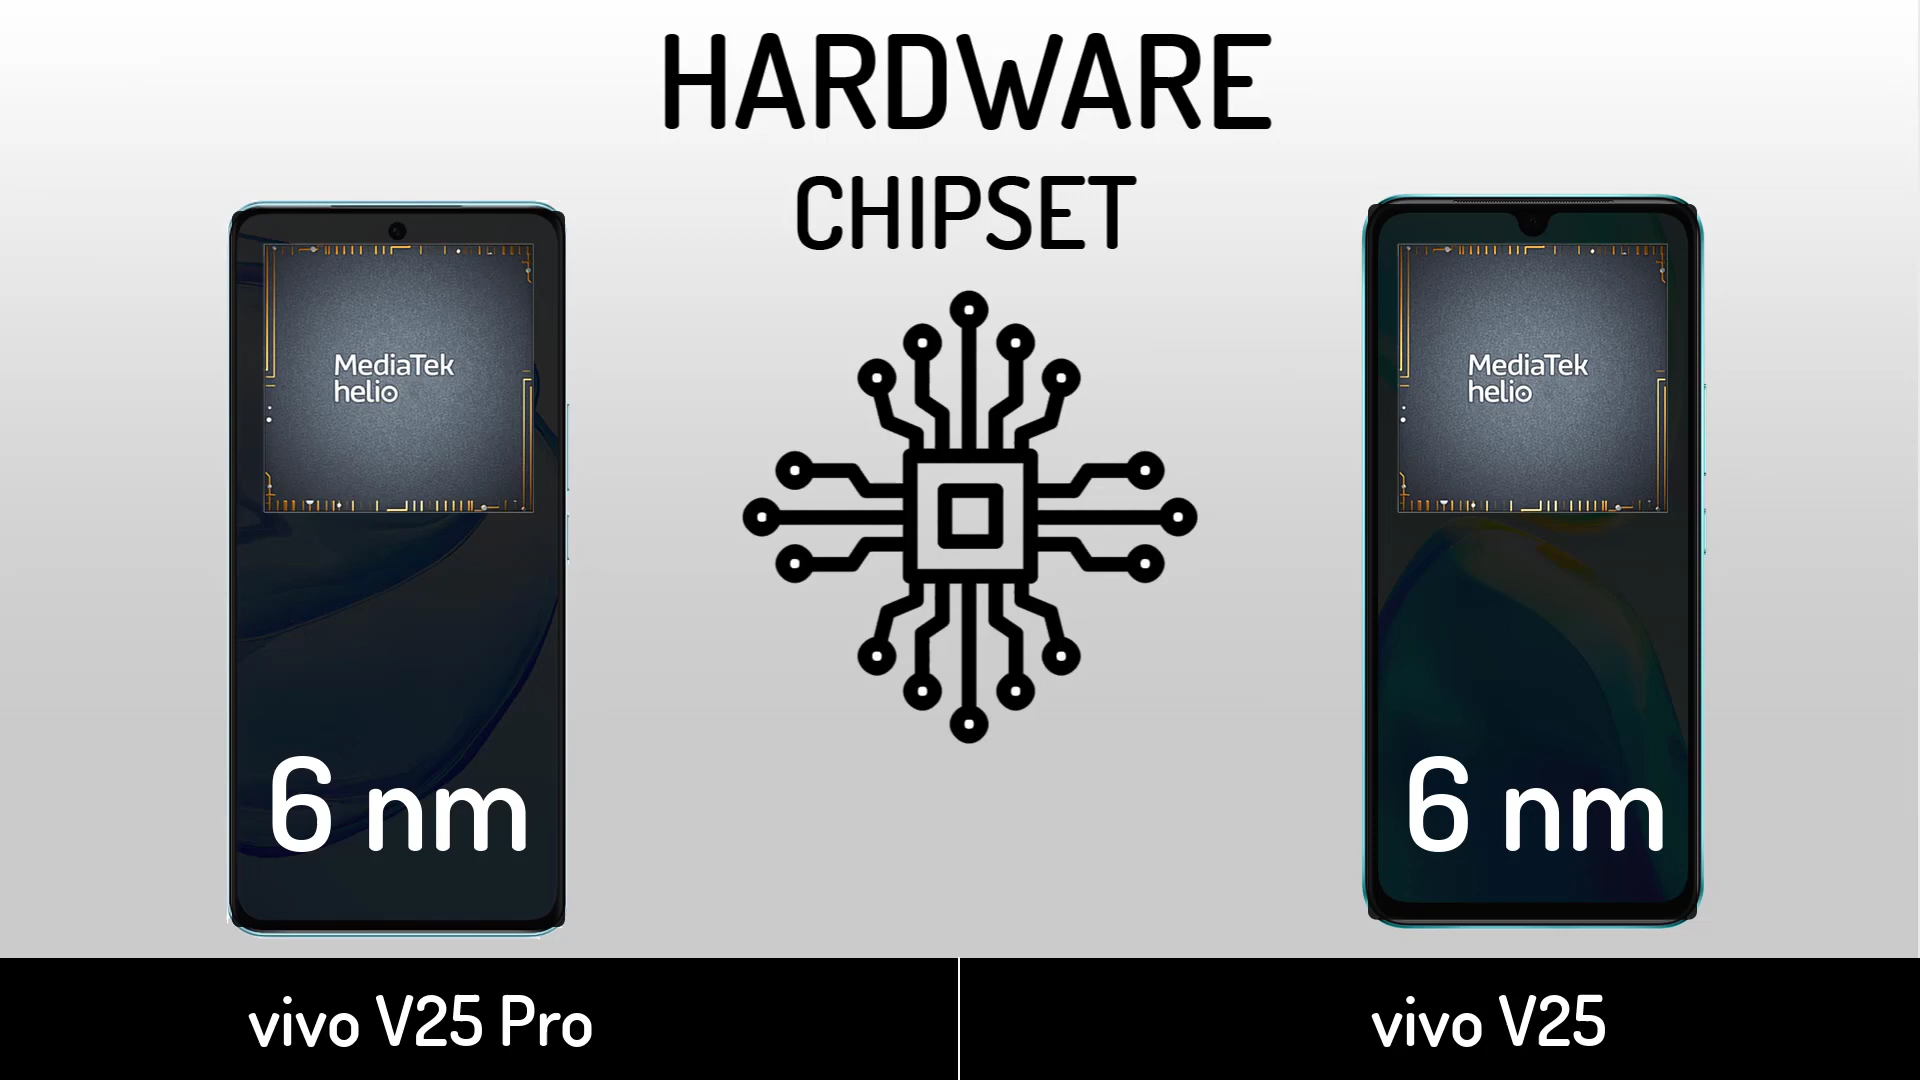 HARDWARE
CHIPSET
MediaTek
helio
MediaTek
helio
6 nm
6 nm
vivo V25 Pro
vivo V25